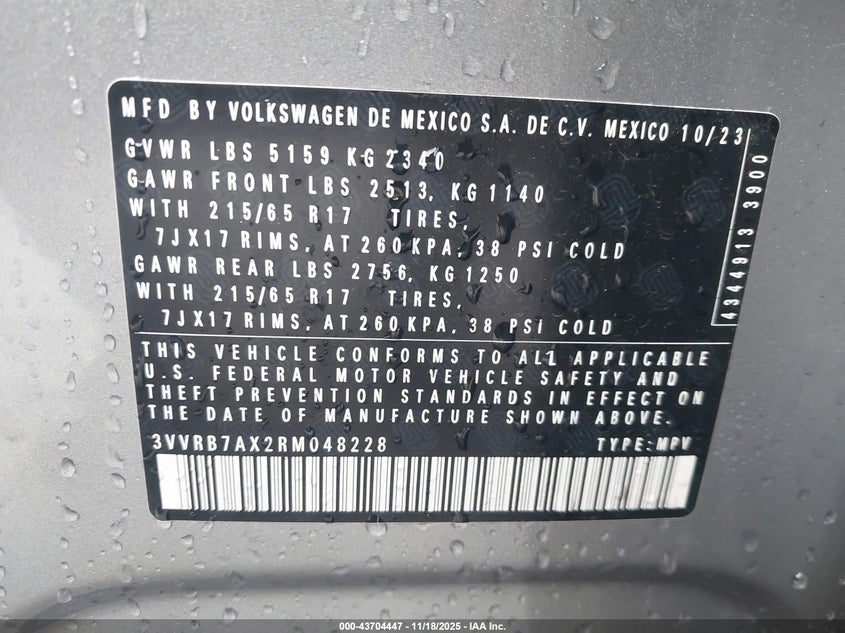 MFD BY VOLKSWAGEN DE MEXICO S.A. DE C.V. MEXICO 10/23
GVWR LBS 5159 KG 2340
GAWR FRONT LBS 2513, KG 1140
WITH 215/65 R17 TIRES,
7JX17 RIMS, AT 260 KPA, 38 PSI COLD
GAWR REAR LBS 2756, KG 1250
WITH 215/65 R17 TIRES,
7JX17 RIMS, AT 260 KPA, 38 PSI COLD
4344913 3900
THIS VEHICLE CONFORMS TO ALL APPLICABLE
U.S. FEDERAL MOTOR VEHICLE SAFETY AND
THEFT PREVENTION STANDARDS IN EFFECT ON
THE DATE OF MANUFACTURE SHOWN ABOVE.
3VVRB7AX2RM048228 TYPE:MPV
000-43704447 - 11/18/2025 - IAA Inc.